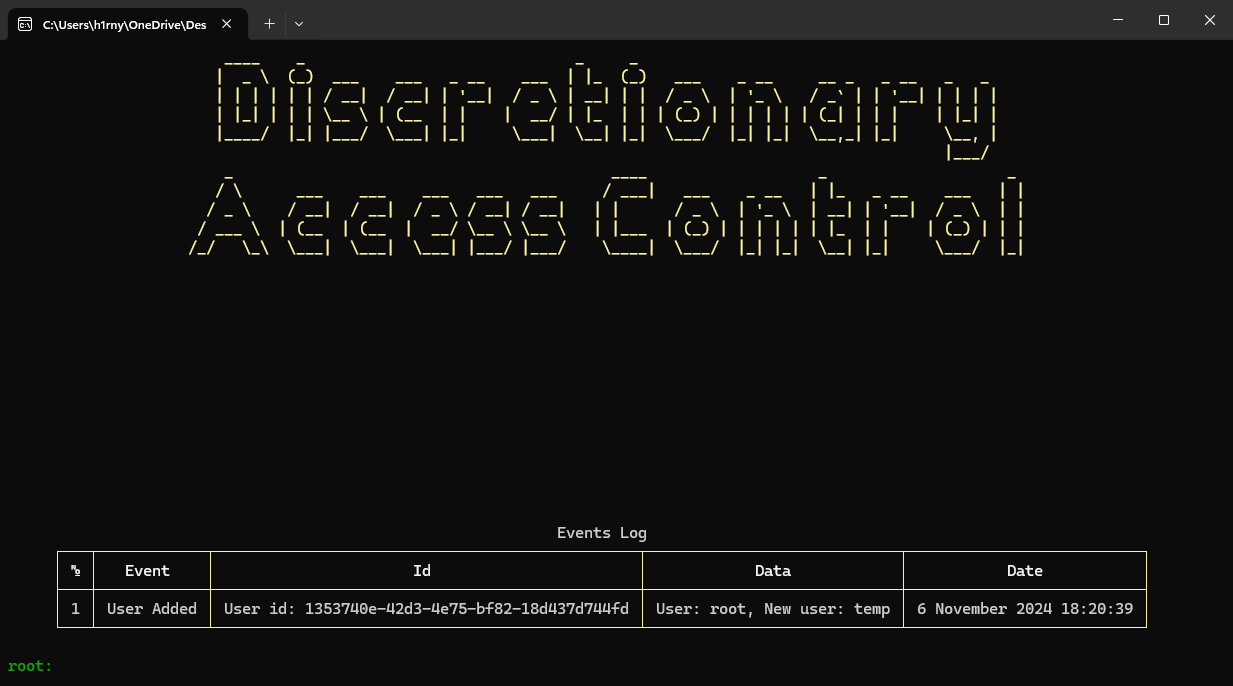 C:\Users\h1rny\OneDrive\Des
Discretionary
Access Control
Events Log
№ Event Id Data Date
1 User Added User id: 1353740e-42d3-4e75-bf82-18d437d744fd User: root, New user: temp 6 November 2024 18:20:39
root: